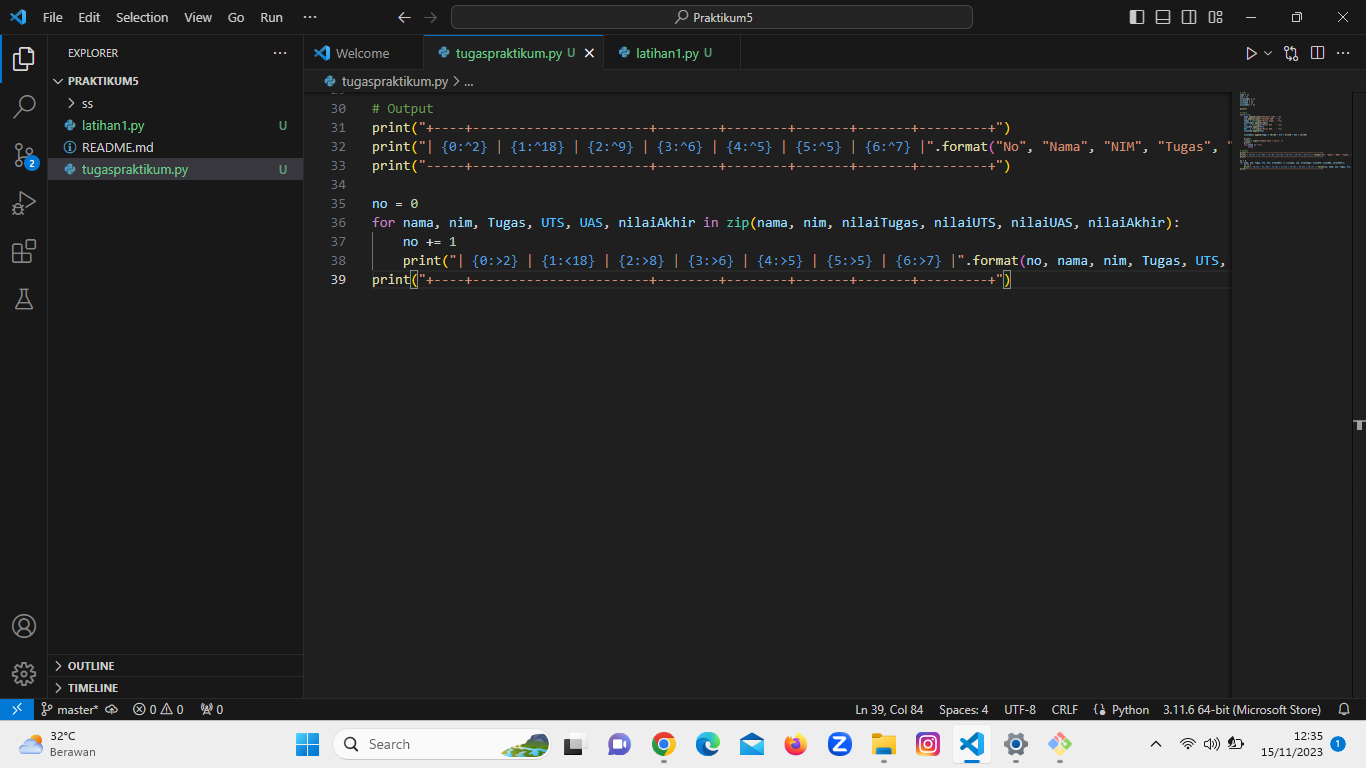 File Edit Selection View Go Run ···
Praktikum5
EXPLORER ···
PRAKTIKUM5
ss
latihan1.py U
README.md
tugaspraktikum.py U
OUTLINE
TIMELINE
Welcome
tugaspraktikum.py U
latihan1.py U
tugaspraktikum.py > ...
30 # Output
31 print("+----+-----------------------+--------+--------+-------+-------+---------+")
32 print("| {0:^2} | {1:^18} | {2:^9} | {3:^6} | {4:^5} | {5:^5} | {6:^7} |".format("No", "Nama", "NIM", "Tugas", "
33 print("-----+-----------------------+--------+--------+-------+-------+---------+")
34
35 no = 0
36 for nama, nim, Tugas, UTS, UAS, nilaiAkhir in zip(nama, nim, nilaiTugas, nilaiUTS, nilaiUAS, nilaiAkhir):
37 no += 1
38 print("| {0:>2} | {1:<18} | {2:>8} | {3:>6} | {4:>5} | {5:>5} | {6:>7} |".format(no, nama, nim, Tugas, UTS,
39 print("+----+-----------------------+--------+--------+-------+-------+---------+")
master* 0 0 0
Ln 39, Col 84 Spaces: 4 UTF-8 CRLF Python 3.11.6 64-bit (Microsoft Store)
2
32°C
Berawan
Search
12:35
15/11/2023
1